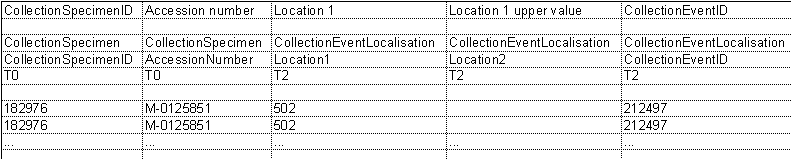 CollectionSpecimenID Accession number Location 1 Location 1 upper value CollectionEventID
CollectionSpecimen CollectionSpecimen CollectionEventLocalisation CollectionEventLocalisation CollectionEventLocalisation
CollectionSpecimenID AccessionNumber Location1 Location2 CollectionEventID
T0 T0 T2 T2 T2
182976 M-0125851 502 212497
182976 M-0125851 502 212497
... ... ... ... ...